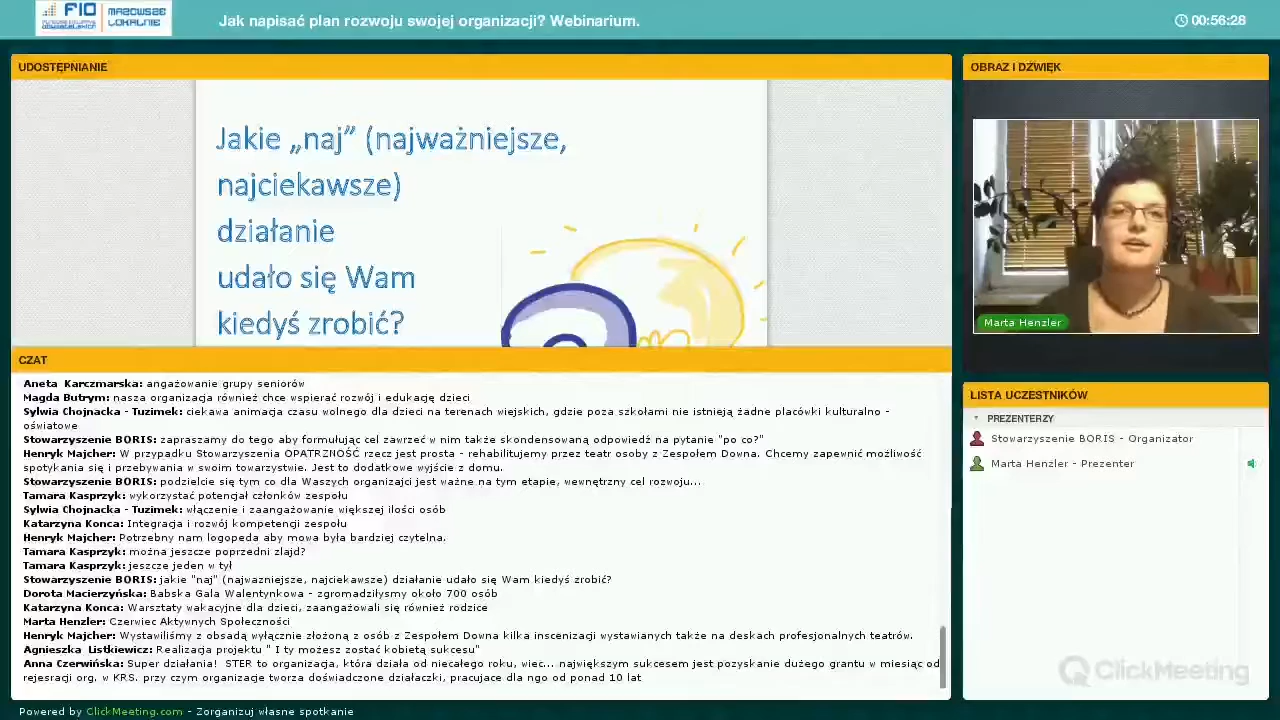 FIO
MAZOWSZE
LOKALNIE
Jak napisać plan rozwoju swojej organizacji? Webinarium.
00:56:28
UDOSTĘPNIANIE
Jakie „naj” (najważniejsze,
najciekawsze)
działanie
udało się Wam
kiedyś zrobić?
CZAT
Aneta Karczmarska: angażowanie grupy seniorów
Magda Butrym: nasza organizacja również chce wspierać rozwój i edukację dzieci
Sylwia Chojnacka - Tuzimek: ciekawa animacja czasu wolnego dla dzieci na terenach wiejskich, gdzie poza szkołami nie istnieją żadne placówki kulturalno -
oświatowe
Stowarzyszenie BORIS: zapraszamy do tego aby formułując cel zawrzeć w nim także skondensowaną odpowiedź na pytanie "po co?"
Henryk Majcher: W przypadku Stowarzyszenia OPATRZNOŚĆ rzecz jest prosta - rehabilitujemy przez teatr osoby z Zespołem Downa. Chcemy zapewnić możliwość
spotykania się i przebywania w swoim towarzystwie. Jest to dodatkowe wyjście z domu.
Stowarzyszenie BORIS: podzielcie się tym co dla Waszych organizajci jest ważne na tym etapie, wewnętrzny cel rozwoju...
Tamara Kasprzyk: wykorzystać potencjał członków zespołu
Sylwia Chojnacka - Tuzimek: włączenie i zaangażowanie większej ilości osób
Katarzyna Konca: Integracja i rozwój kompetencji zespołu
Henryk Majcher: Potrzebny nam logopeda aby mowa była bardziej czytelna.
Tamara Kasprzyk: można jeszcze poprzedni zlajd?
Tamara Kasprzyk: jeszcze jeden w tył
Stowarzyszenie BORIS: jakie "naj" (najwazniejsze, najciekawsze) działanie udało się Wam kiedyś zrobić?
Dorota Macierzyńska: Babska Gala Walentynkowa - zgromadziłysmy około 700 osób
Katarzyna Konca: Warsztaty wakacyjne dla dzieci, zaangażowali się również rodzice
Marta Henzler: Czerwiec Aktywnych Społeczności
Henryk Majcher: Wystawiliśmy z obsadą wyłącznie złożoną z osób z Zespołem Downa kilka inscenizacji wystawianych także na deskach profesjonalnych teatrów.
Agnieszka Listkiewicz: Realizacja projektu " I ty możesz zostać kobietą sukcesu"
Anna Czerwińska: Super działania! STER to organizacja, która działa od niecałego roku, wiec... największym sukcesem jest pozyskanie dużego grantu w miesiąc od
rejesracji org. w KRS. przy czym organizacje tworza doświadczone działaczki, pracujace dla ngo od ponad 10 lat
OBRAZ I DŹWIĘK
Marta Henzler
LISTA UCZESTNIKÓW
PREZENTERZY
Stowarzyszenie BORIS - Organizator
Marta Henzler - Prezenter
ClickMeeting
Powered by ClickMeeting.com - Zorganizuj własne spotkanie